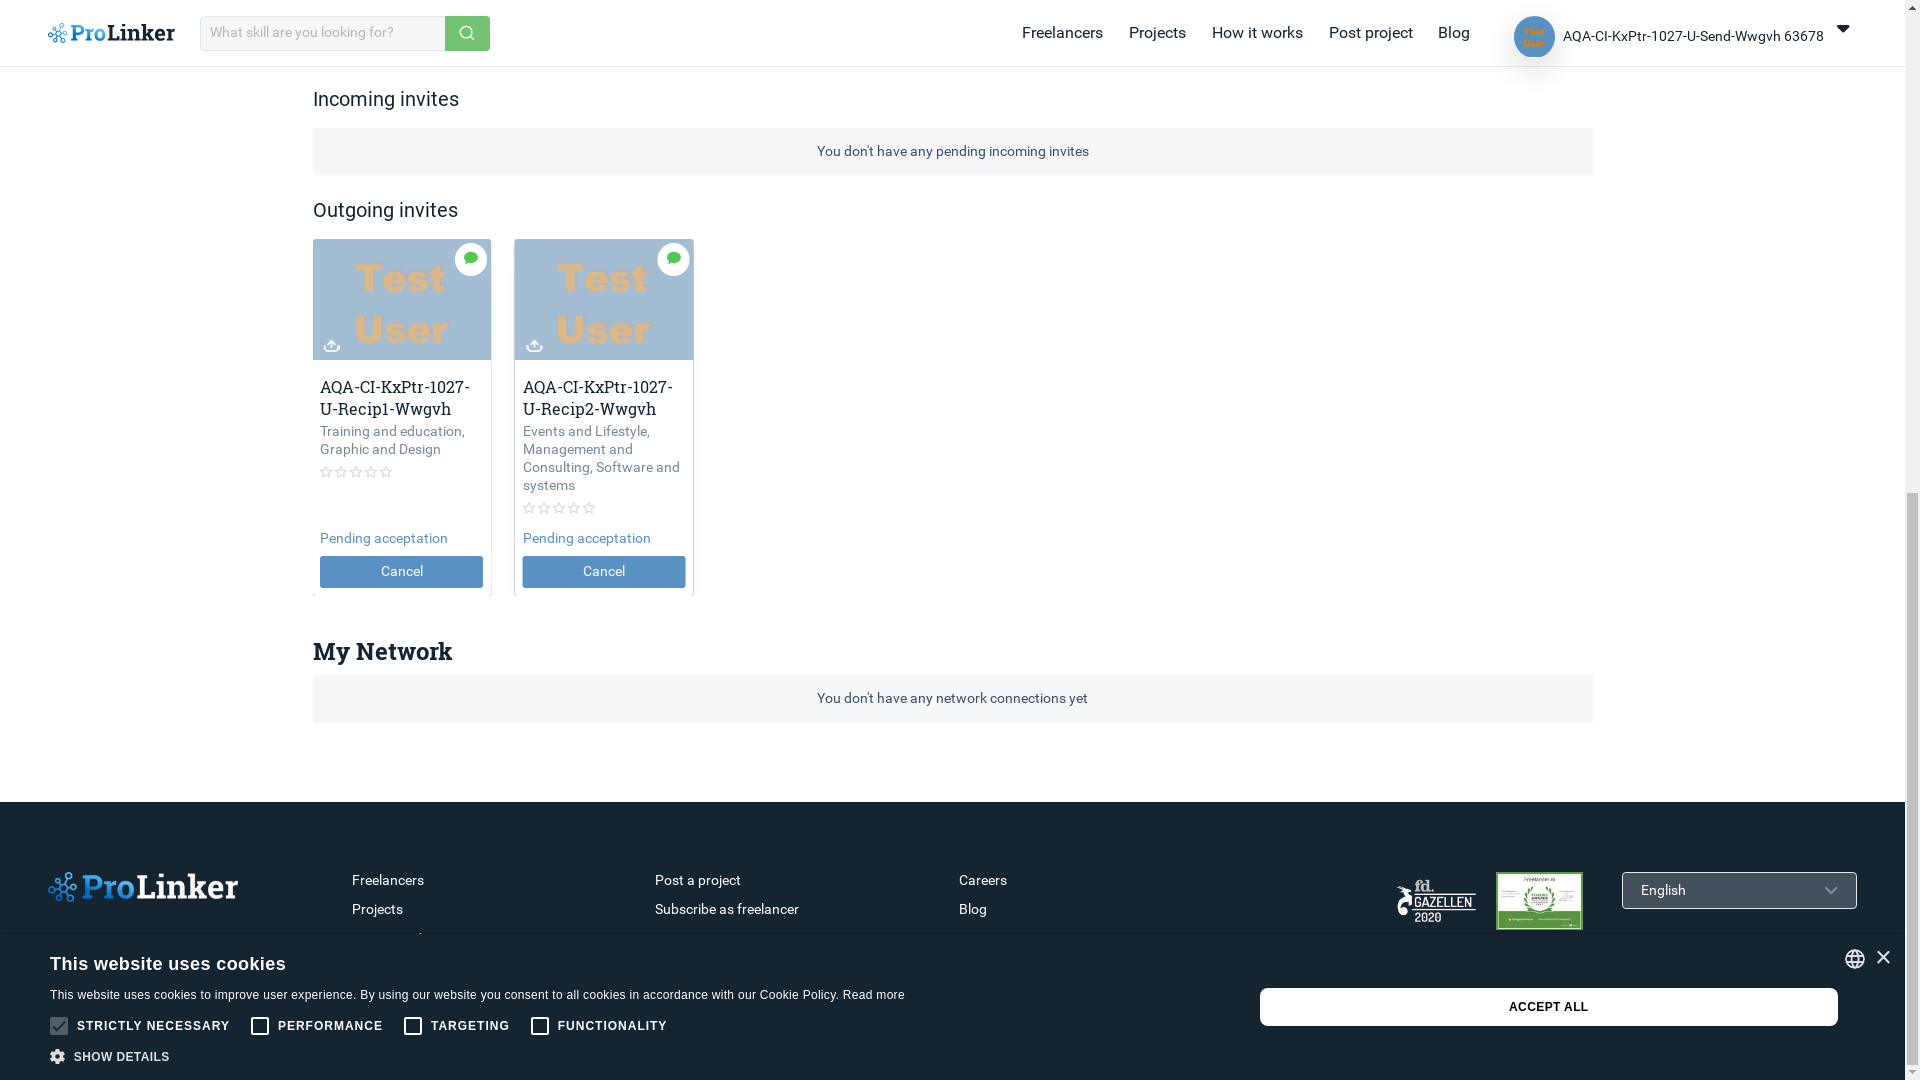 ProLinker
What skill are you looking for?
Freelancers
Projects
How it works
Post project
Blog
Test User
AQA-CI-KxPtr-1027-U-Send-Wwgvh 63678
Incoming invites
You don't have any pending incoming invites
Outgoing invites
Test
User
AQA-CI-KxPtr-1027-
U-Recip1-Wwgvh
Training and education,
Graphic and Design
Pending acceptation
Cancel
Test
User
AQA-CI-KxPtr-1027-
U-Recip2-Wwgvh
Events and Lifestyle,
Management and
Consulting, Software and
systems
Pending acceptation
Cancel
My Network
You don't have any network connections yet
ProLinker
Freelancers
Projects
Post a project
Subscribe as freelancer
Careers
Blog
fd.
GAZELLEN
2020
Freelancer.nl
English
This website uses cookies
This website uses cookies to improve user experience. By using our website you consent to all cookies in accordance with our Cookie Policy. Read more
STRICTLY NECESSARY
PERFORMANCE
TARGETING
FUNCTIONALITY
SHOW DETAILS
ACCEPT ALL